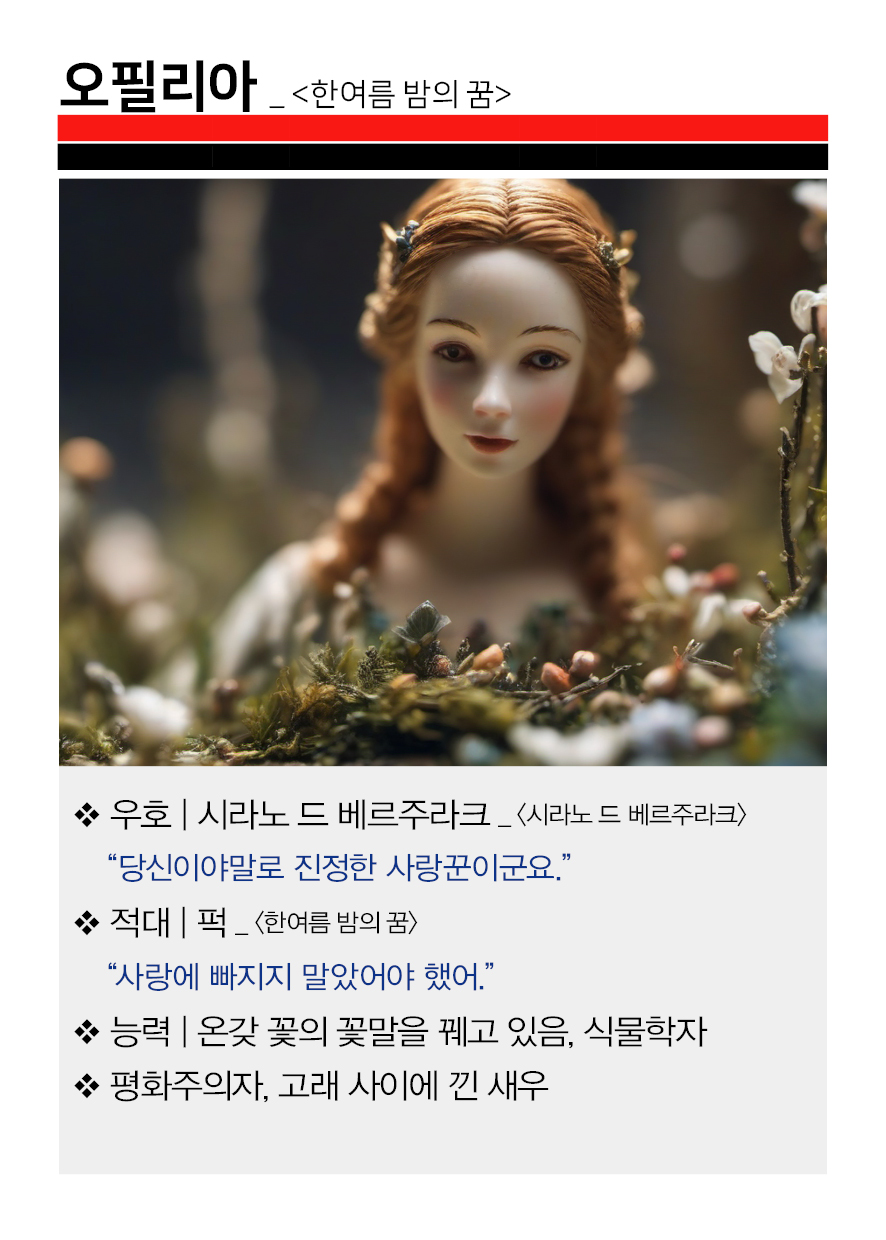 오필리아 _ <한여름 밤의 꿈>
❖ 우호 | 시라노 드 베르주라크 _〈시라노 드 베르주라크〉
“당신이야말로 진정한 사랑꾼이군요.”
❖ 적대 | 퍽 _〈한여름 밤의 꿈〉
“사랑에 빠지지 말았어야 했어.”
❖ 능력 | 온갖 꽃의 꽃말을 꿰고 있음, 식물학자
❖ 평화주의자, 고래 사이에 낀 새우